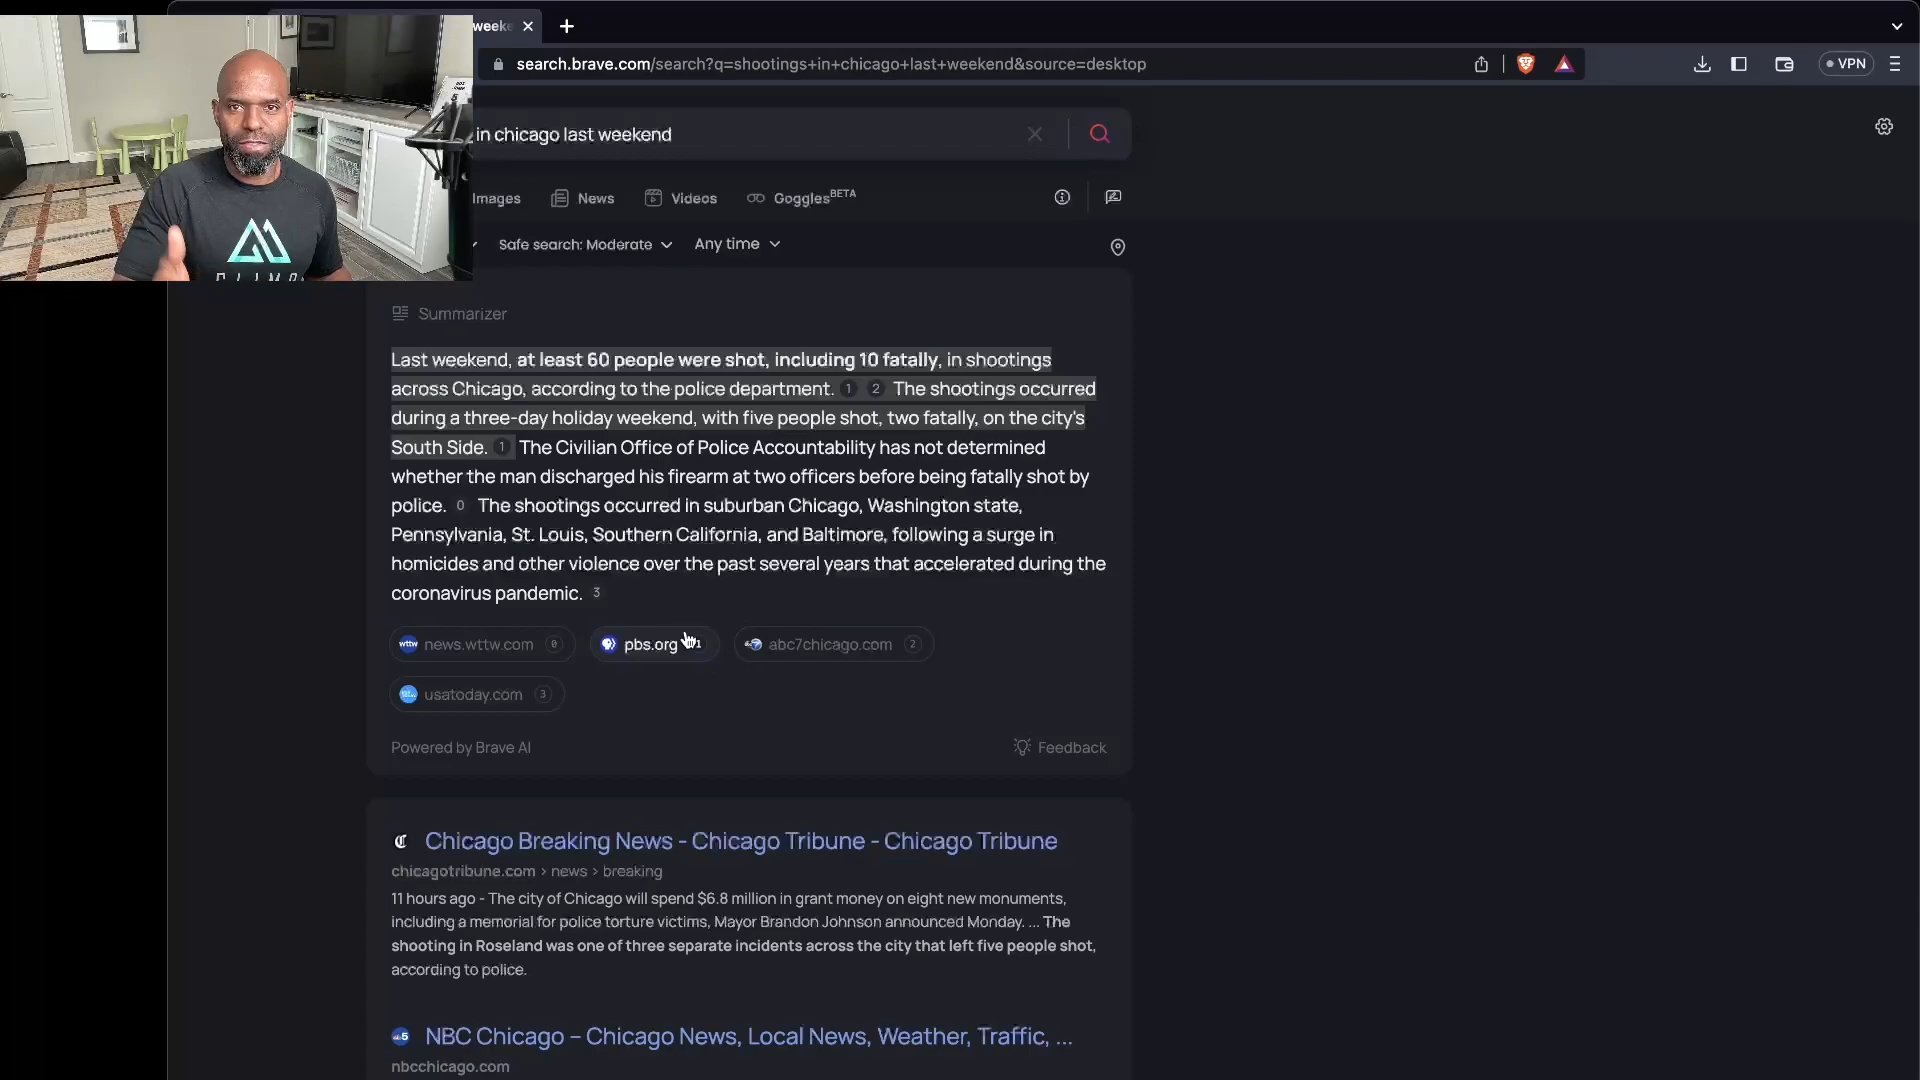 weeke
search.brave.com/search?q=shootings+in+chicago+last+weekend&source=desktop
VPN
in chicago last weekend
Images
News
Videos
Goggles BETA
Safe search: Moderate
Any time
Summarizer
Last weekend, at least 60 people were shot, including 10 fatally, in shootings
across Chicago, according to the police department. 1 2 The shootings occurred
during a three-day holiday weekend, with five people shot, two fatally, on the city's
South Side. 1 The Civilian Office of Police Accountability has not determined
whether the man discharged his firearm at two officers before being fatally shot by
police. 0 The shootings occurred in suburban Chicago, Washington state,
Pennsylvania, St. Louis, Southern California, and Baltimore, following a surge in
homicides and other violence over the past several years that accelerated during the
coronavirus pandemic. 3
wttw news.wttw.com 0
pbs.org 1
abc7chicago.com 2
usatoday.com 3
Powered by Brave AI
Feedback
Chicago Breaking News - Chicago Tribune - Chicago Tribune
chicagotribune.com › news › breaking
11 hours ago - The city of Chicago will spend $6.8 million in grant money on eight new monuments,
including a memorial for police torture victims, Mayor Brandon Johnson announced Monday. ... The
shooting in Roseland was one of three separate incidents across the city that left five people shot,
according to police.
NBC Chicago – Chicago News, Local News, Weather, Traffic, ...
nbcchicago.com